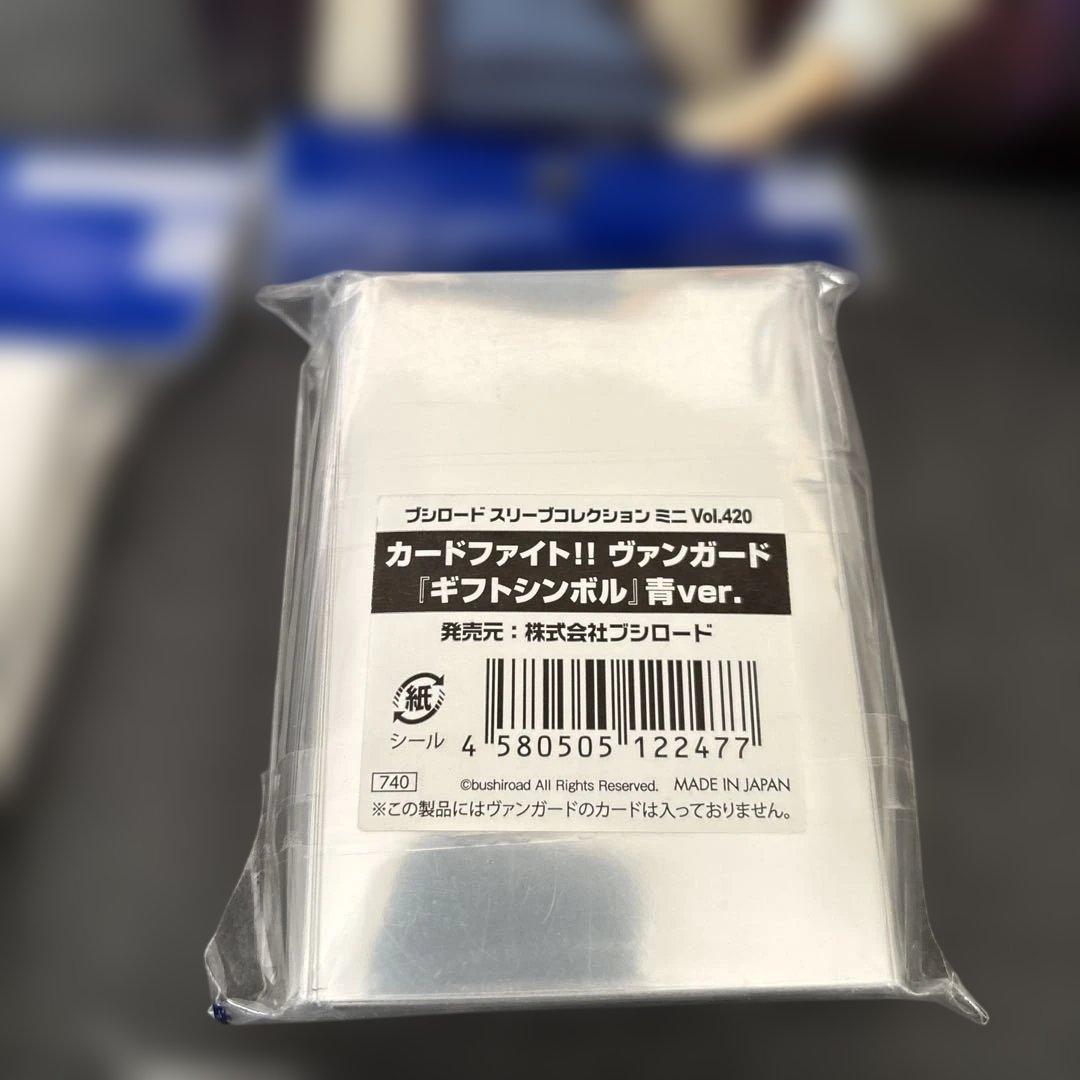 ブシロード スリーブコレクション ミニ Vol.420
カードファイト!! ヴァンガード
『ギフトシンボル』青ver.
発売元：株式会社ブシロード
紙
シール
4 580505 122477
740 ©bushiroad All Rights Reserved. MADE IN JAPAN
※この製品にはヴァンガードのカードは入っておりません。